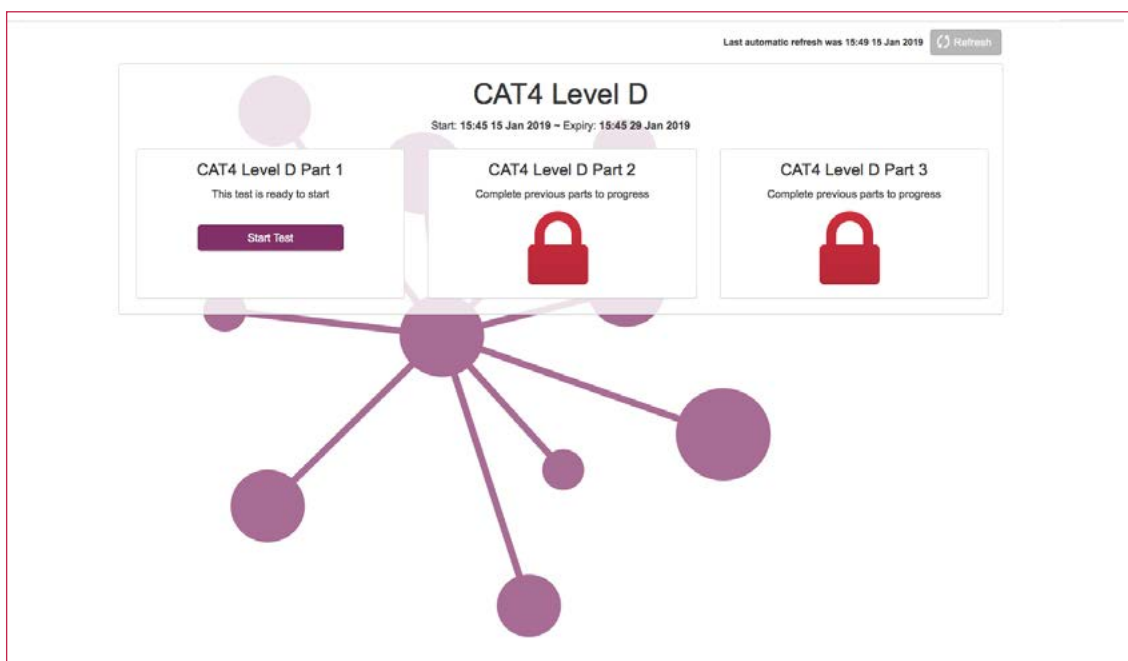 Last automatic refresh was 15:49 15 Jan 2019 Refresh
CAT4 Level D
Start: 15:45 15 Jan 2019 ~ Expiry: 15:45 29 Jan 2019
CAT4 Level D Part 1
This test is ready to start
Start Test
CAT4 Level D Part 2
Complete previous parts to progress
CAT4 Level D Part 3
Complete previous parts to progress